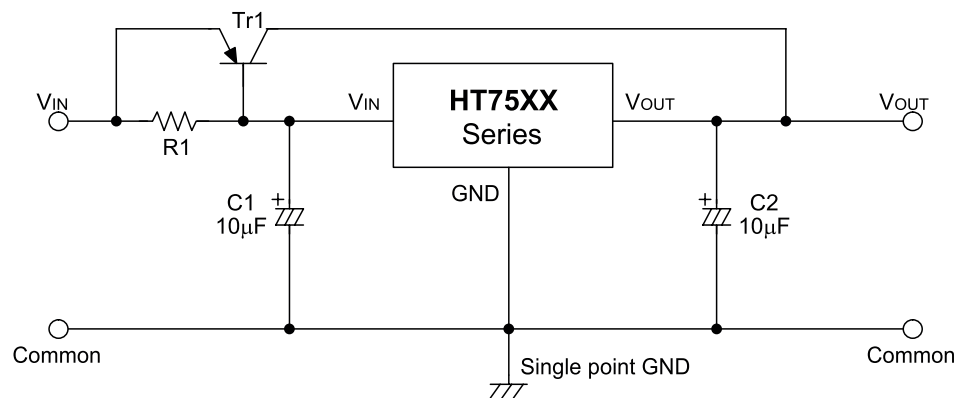 Tr1
VIN
R1
VIN
HT75XX
Series
VOUT
VOUT
GND
+
C1
10μF
+
C2
10μF
Common
Common
Single point GND